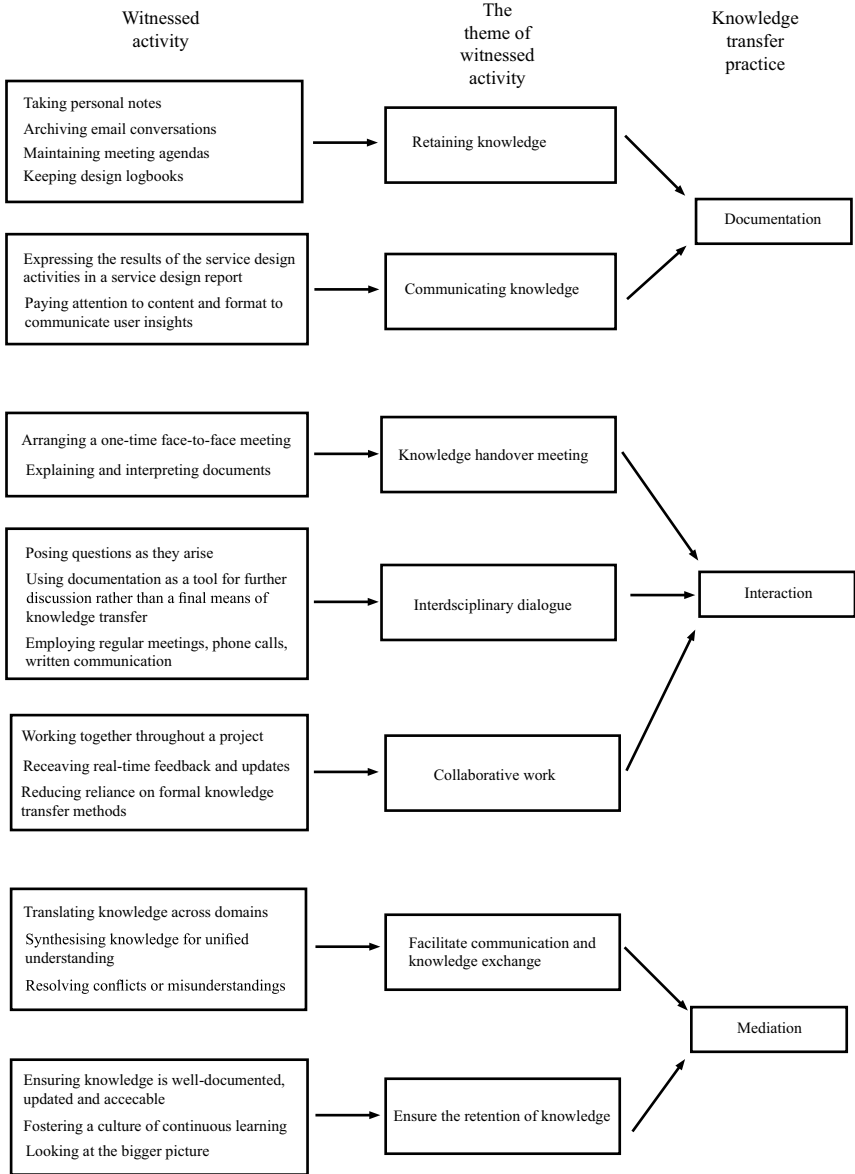 Witnessed
activity
The
theme of
witnessed
activity
Knowledge
transfer
practice
Taking personal notes
Archiving email conversations
Maintaining meeting agendas
Keeping design logbooks
Retaining knowledge
Documentation
Expressing the results of the service design
activities in a service design report
Paying attention to content and format to
communicate user insights
Communicating knowledge
Arranging a one-time face-to-face meeting
Explaining and interpreting documents
Knowledge handover meeting
Posing questions as they arise
Using documentation as a tool for further
discussion rather than a final means of
knowledge transfer
Employing regular meetings, phone calls,
written communication
Interdsciplinary dialogue
Interaction
Working together throughout a project
Receaving real-time feedback and updates
Reducing reliance on formal knowledge
transfer methods
Collaborative work
Translating knowledge across domains
Synthesising knowledge for unified
understanding
Resolving conflicts or misunderstandings
Facilitate communication and
knowledge exchange
Mediation
Ensuring knowledge is well-documented,
updated and accecable
Fostering a culture of continuous learning
Looking at the bigger picture
Ensure the retention of knowledge